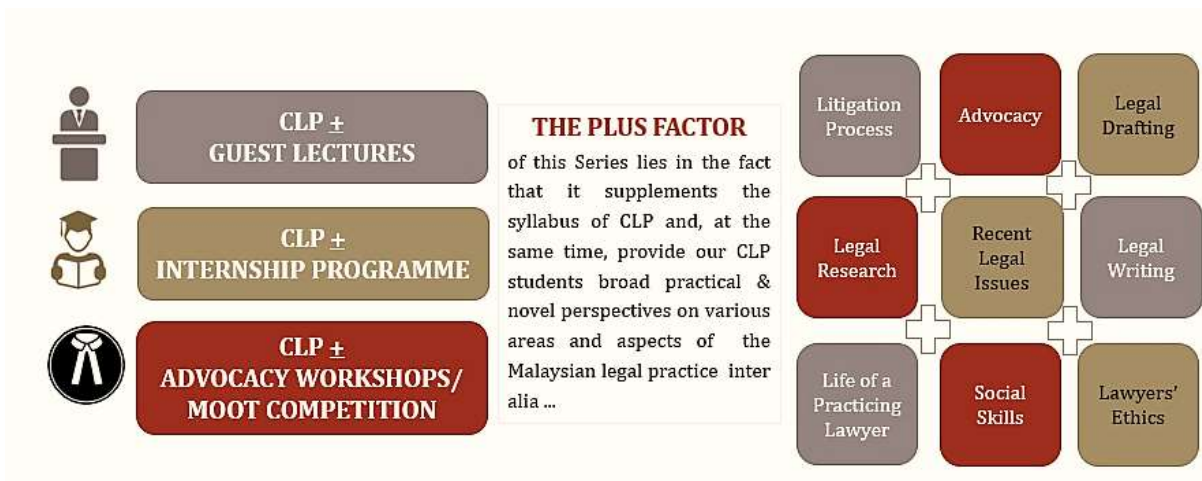 CLP +
GUEST LECTURES
CLP +
INTERNSHIP PROGRAMME
CLP +
ADVOCACY WORKSHOPS/
MOOT COMPETITION
THE PLUS FACTOR
of this Series lies in the fact
that it supplements the
syllabus of CLP and, at the
same time, provide our CLP
students broad practical &
novel perspectives on various
areas and aspects of the
Malaysian legal practice inter
alia ...
Litigation
Process
Advocacy
Legal
Drafting
Legal
Research
Recent
Legal
Issues
Legal
Writing
Life of a
Practicing
Lawyer
Social
Skills
Lawyers'
Ethics